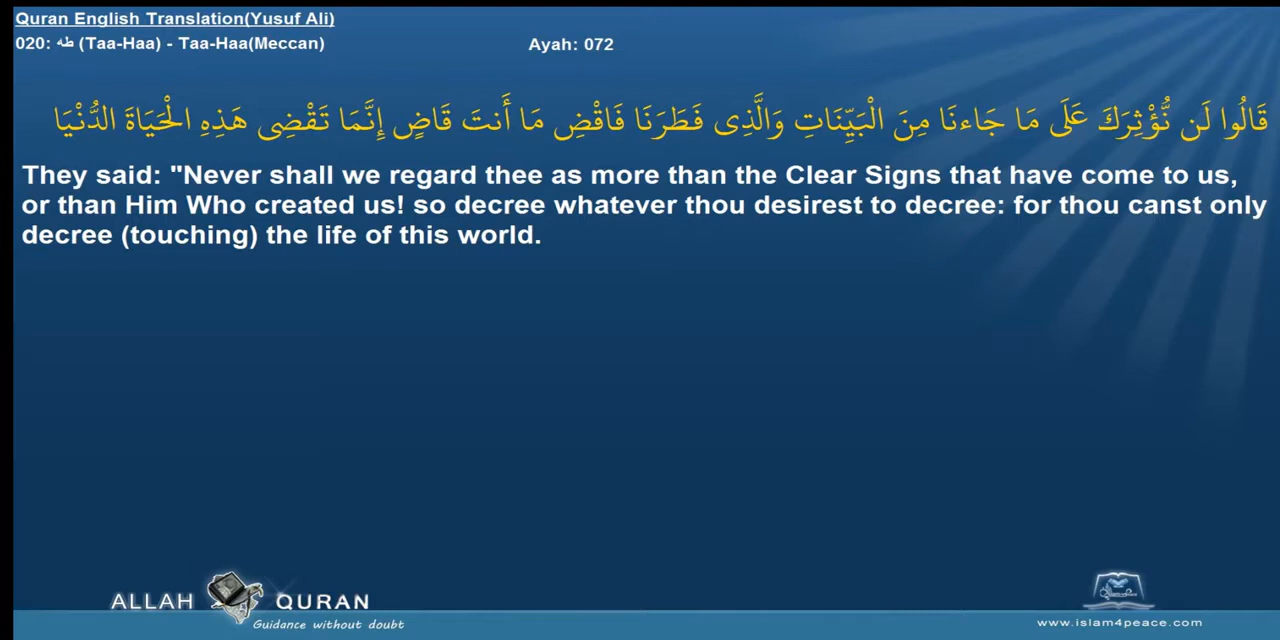 Quran English Translation(Yusuf Ali)
020: طه (Taa-Haa) - Taa-Haa(Meccan)
Ayah: 072
قَالُوا لَن نُّؤْثِرَكَ عَلَى مَا جَاءنَا مِنَ الْبَيِّنَاتِ وَالَّذِى فَطَرَنَا فَاقْضِ مَا أَنتَ قَاضٍ إِنَّمَا تَقْضِى هَذِهِ الْحَيَاةَ الدُّنْيَا
They said: "Never shall we regard thee as more than the Clear Signs that have come to us,
or than Him Who created us! so decree whatever thou desirest to decree: for thou canst only
decree (touching) the life of this world.
ALLAH QURAN
Guidance without doubt
www.islam4peace.com